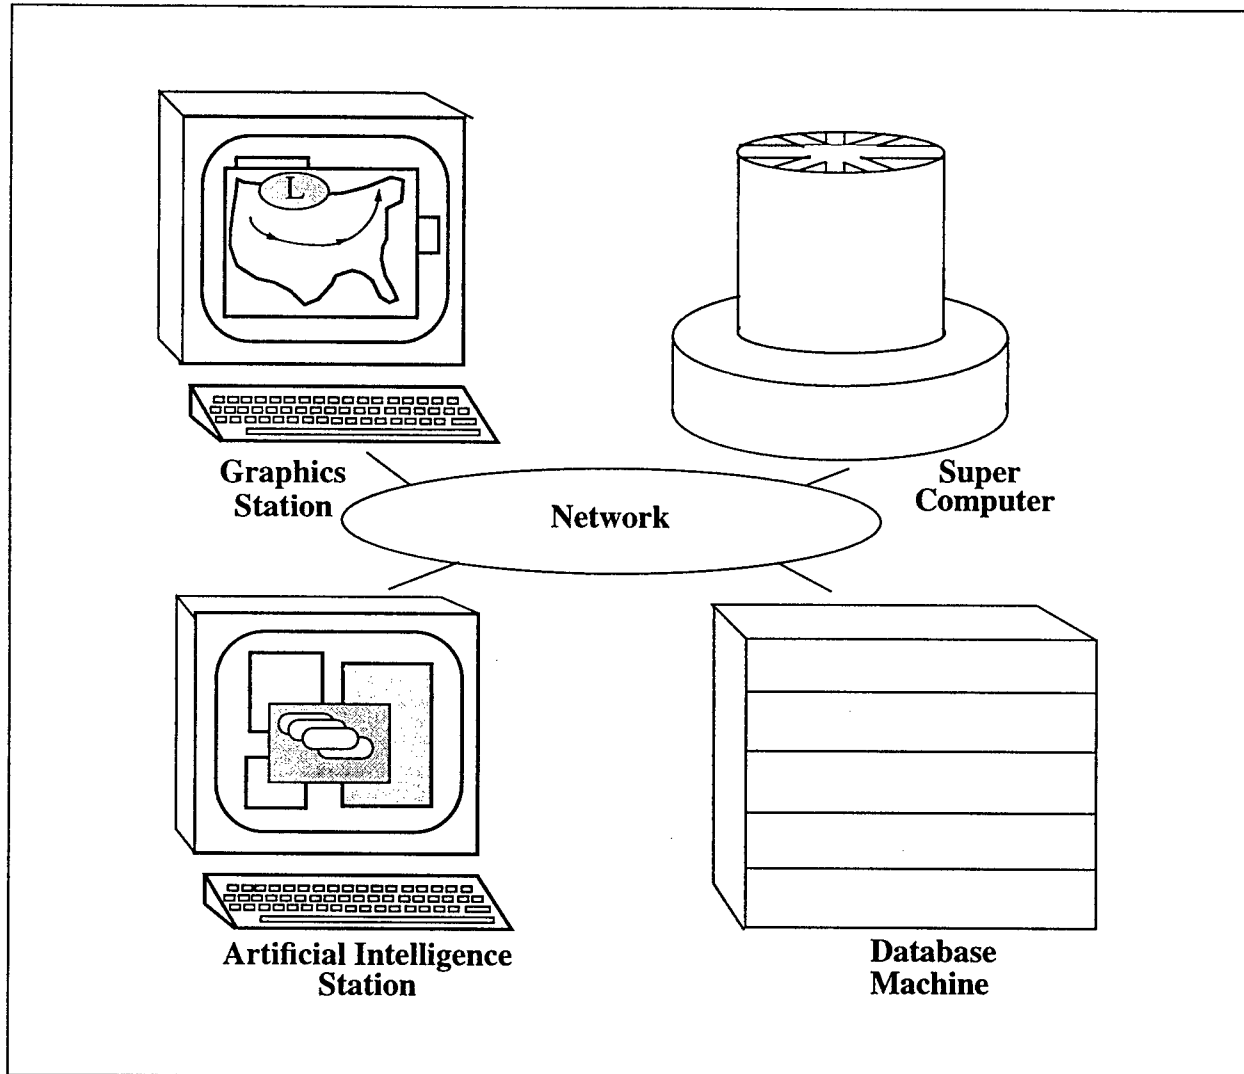 L
Graphics
Station
Super
Computer
Network
Artificial Intelligence
Station
Database
Machine